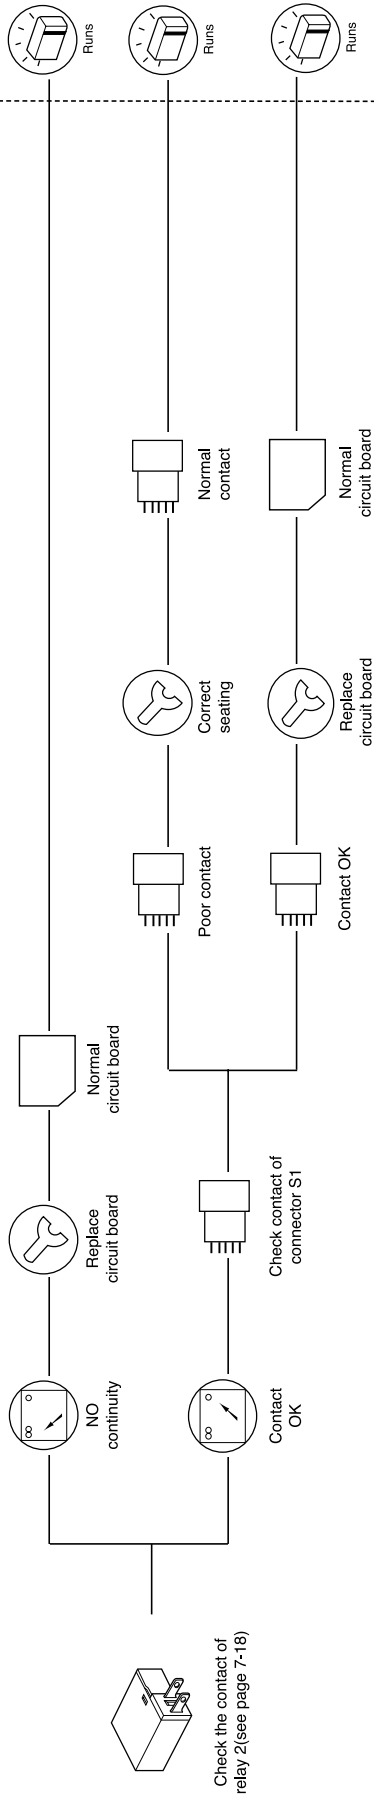 Check the contact of
relay 2(see page 7-18)
NO
continuity
Replace
circuit board
Normal
circuit board
Runs
Contact
OK
Check contact of
connector S1
Poor contact
Correct
seating
Normal
contact
Runs
Contact OK
Replace
circuit board
Normal
circuit board
Runs